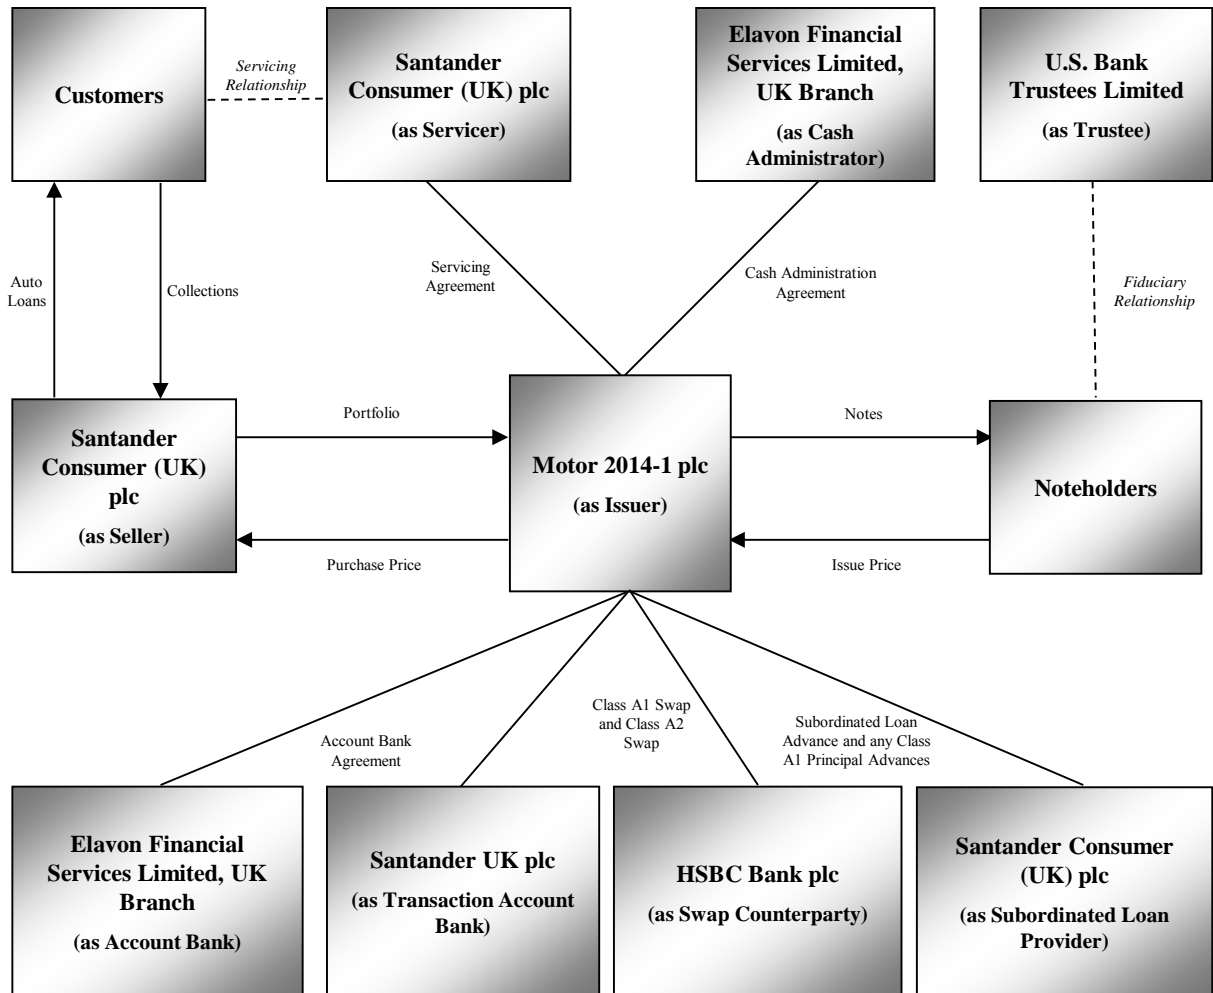 Customers
Servicing
Relationship
Santander
Consumer (UK) plc
(as Servicer)
Elavon Financial
Services Limited,
UK Branch
(as Cash
Administrator)
U.S. Bank
Trustees Limited
(as Trustee)
Auto
Loans
Collections
Servicing
Agreement
Cash Administration
Agreement
Fiduciary
Relationship
Santander
Consumer (UK)
plc
(as Seller)
Portfolio
Purchase Price
Motor 2014-1 plc
(as Issuer)
Notes
Issue Price
Noteholders
Account Bank
Agreement
Class A1 Swap
and Class A2
Swap
Subordinated Loan
Advance and any Class
A1 Principal Advances
Elavon Financial
Services Limited, UK
Branch
(as Account Bank)
Santander UK plc
(as Transaction Account
Bank)
HSBC Bank plc
(as Swap Counterparty)
Santander Consumer
(UK) plc
(as Subordinated Loan
Provider)